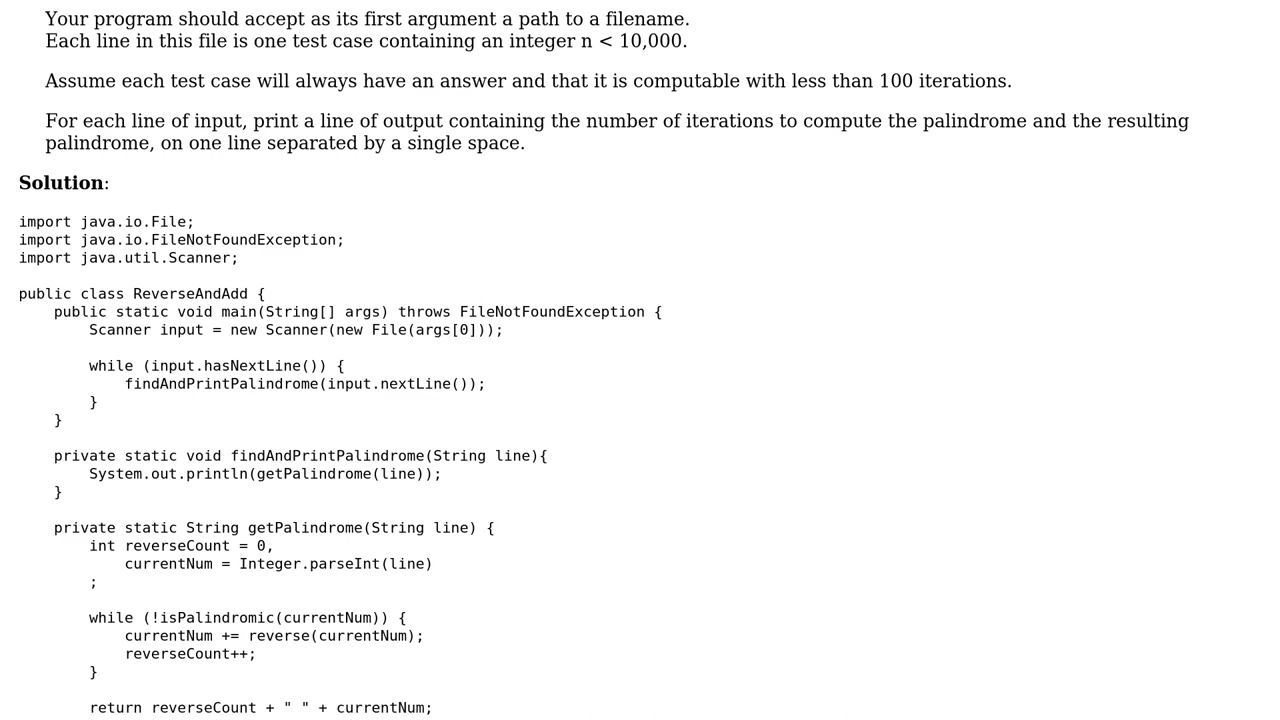 Your program should accept as its first argument a path to a filename.
Each line in this file is one test case containing an integer n < 10,000.
Assume each test case will always have an answer and that it is computable with less than 100 iterations.
For each line of input, print a line of output containing the number of iterations to compute the palindrome and the resulting
palindrome, on one line separated by a single space.
Solution:
import java.io.File;
import java.io.FileNotFoundException;
import java.util.Scanner;
public class ReverseAndAdd {
    public static void main(String[] args) throws FileNotFoundException {
        Scanner input = new Scanner(new File(args[0]));
        while (input.hasNextLine()) {
            findAndPrintPalindrome(input.nextLine());
        }
    }
    private static void findAndPrintPalindrome(String line){
        System.out.println(getPalindrome(line));
    }
    private static String getPalindrome(String line) {
        int reverseCount = 0,
            currentNum = Integer.parseInt(line)
        ;
        while (!isPalindromic(currentNum)) {
            currentNum += reverse(currentNum);
            reverseCount++;
        }
        return reverseCount + " " + currentNum;